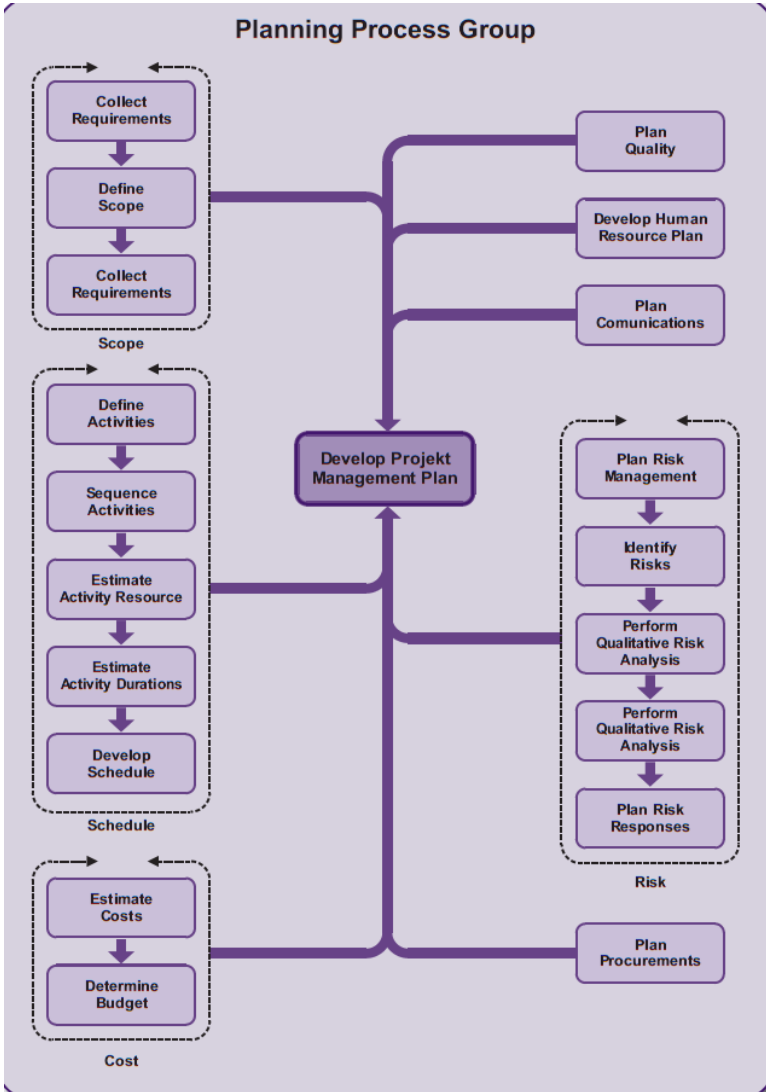 Planning Process Group
Collect
Requirements
Define
Scope
Collect
Requirements
Scope
Define
Activities
Sequence
Activities
Estimate
Activity Resource
Estimate
Activity Durations
Develop
Schedule
Schedule
Estimate
Costs
Determine
Budget
Cost
Develop Projekt
Management Plan
Plan
Quality
Develop Human
Resource Plan
Plan
Comunications
Plan Risk
Management
Identify
Risks
Perform
Qualitative Risk
Analysis
Perform
Qualitative Risk
Analysis
Plan Risk
Responses
Risk
Plan
Procurements